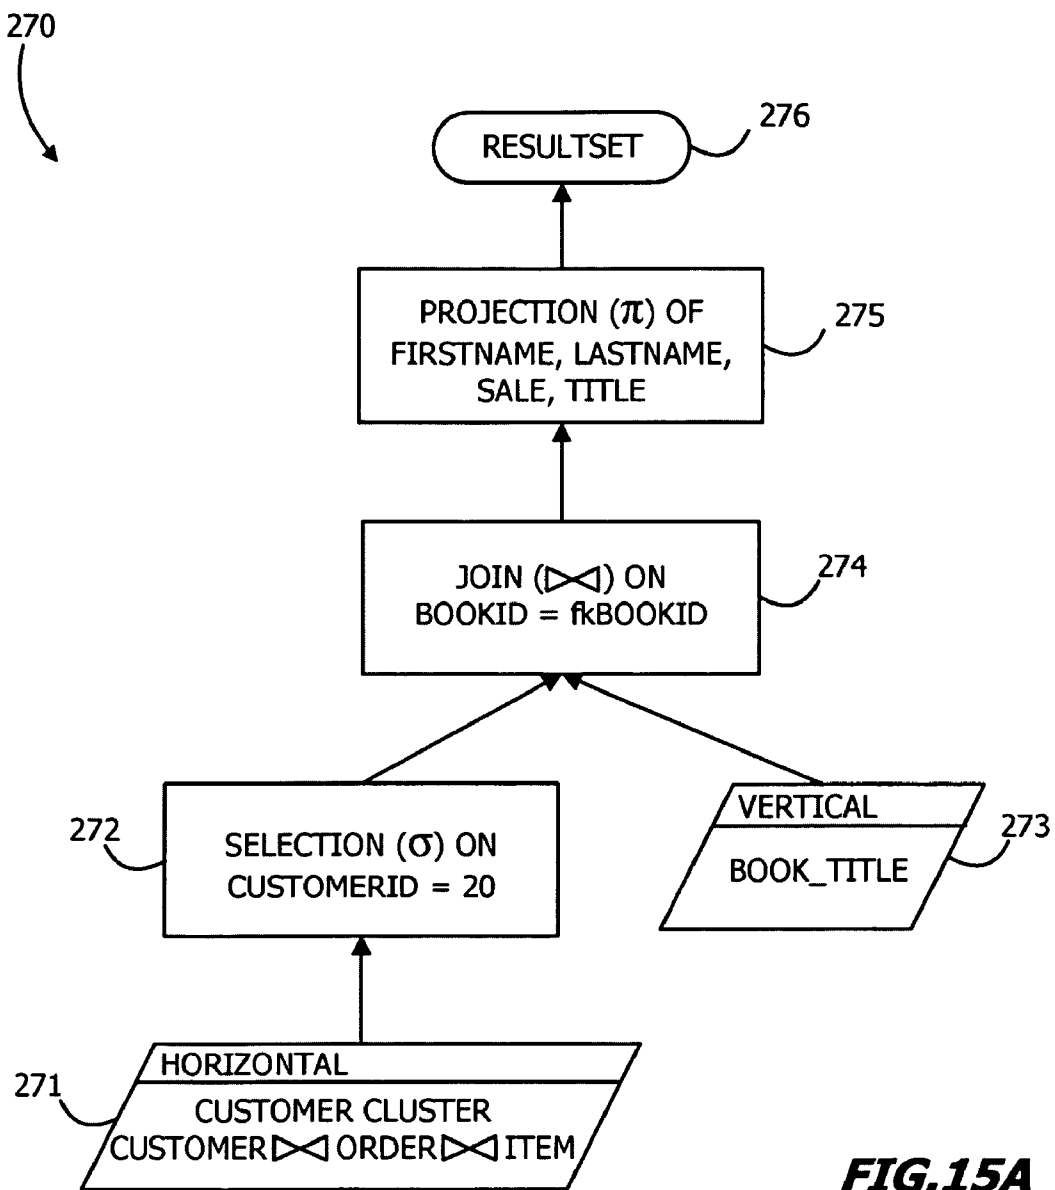 270
RESULTSET
276
PROJECTION (π) OF
FIRSTNAME, LASTNAME,
SALE, TITLE
275
JOIN (⋈) ON
BOOKID = fkBOOKID
274
272
SELECTION (σ) ON
CUSTOMERID = 20
VERTICAL
BOOK_TITLE
273
271
HORIZONTAL
CUSTOMER CLUSTER
CUSTOMER ⋈ ORDER ⋈ ITEM
FIG.15A